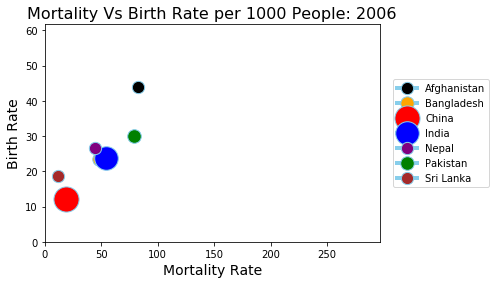 Mortality Vs Birth Rate per 1000 People: 2006
60
50
40
30
20
10
0
Birth Rate
0
50
100
150
200
250
Mortality Rate
Afghanistan
Bangladesh
China
India
Nepal
Pakistan
Sri Lanka